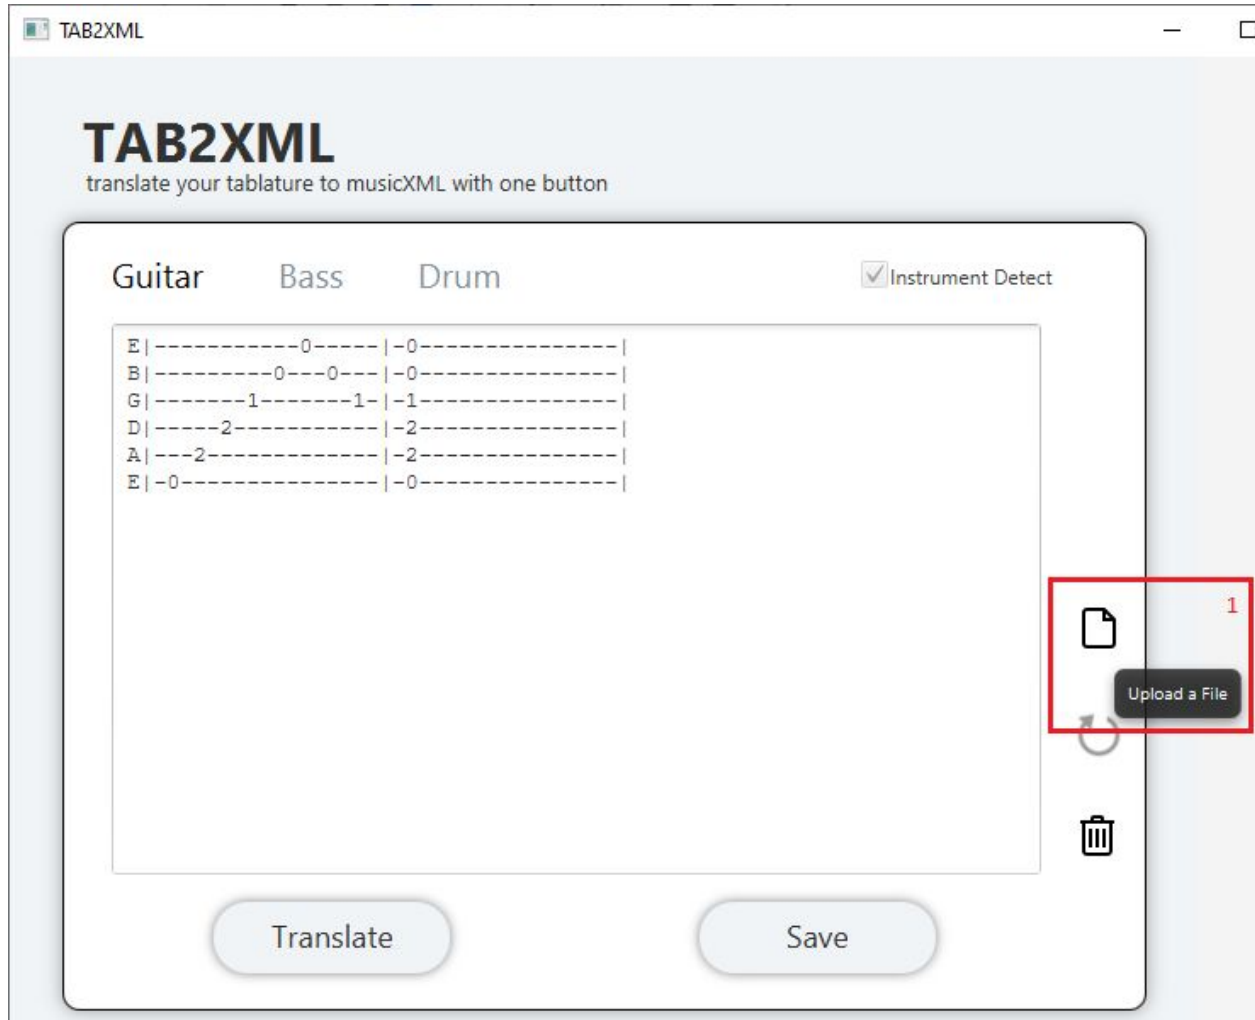 TAB2XML
TAB2XML
translate your tablature to musicXML with one button
Guitar Bass Drum Instrument Detect
E|-----------0-----|-0---------------|
B|---------0---0---|-0---------------|
G|-------1-------1-|-1---------------|
D|-----2-----------|-2---------------|
A|---2-------------|-2---------------|
E|-0---------------|-0---------------|
1
Upload a File
Translate Save